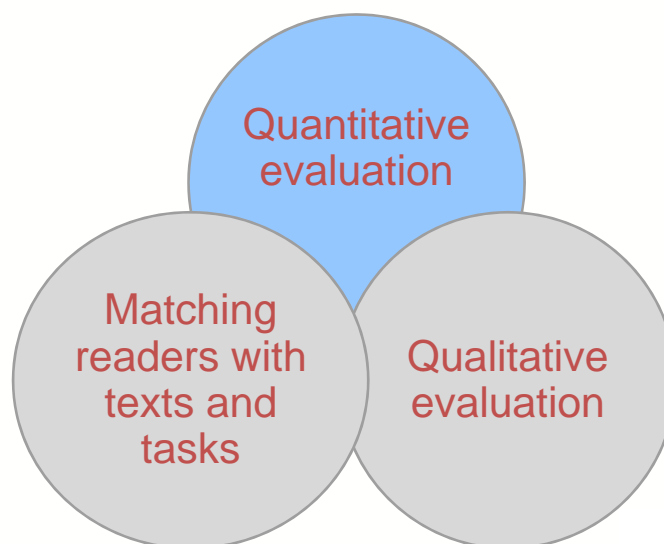 Quantitative
evaluation
Matching
readers with
texts and
tasks
Qualitative
evaluation